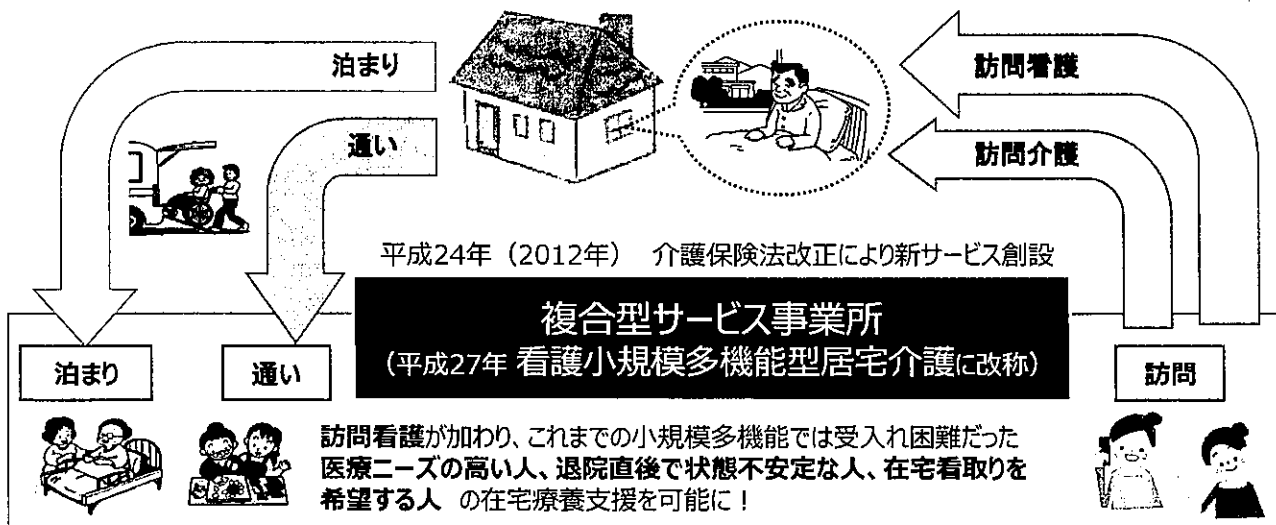 泊まり
通い
訪問看護
訪問介護
平成24年（2012年） 介護保険法改正により新サービス創設
複合型サービス事業所
（平成27年 看護小規模多機能型居宅介護に改称）
泊まり
通い
訪問
訪問看護が加わり、これまでの小規模多機能では受入れ困難だった
医療ニーズの高い人、退院直後で状態不安定な人、在宅看取りを
希望する人 の在宅療養支援を可能に！